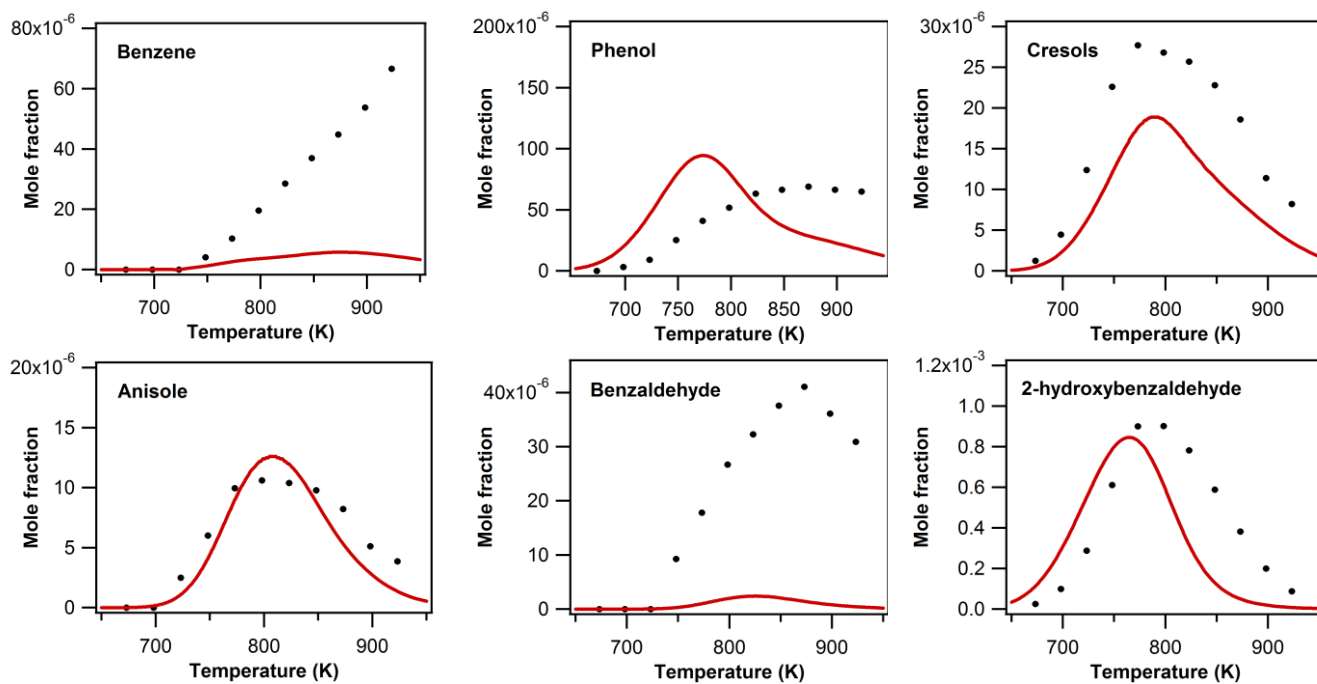 80x10-6
Benzene
60
40
20
0
Mole fraction
700 800 900
Temperature (K)
200x10-6
Phenol
150
100
50
0
Mole fraction
700 750 800 850 900
Temperature (K)
30x10-6
Cresols
25
20
15
10
5
0
Mole fraction
700 800 900
Temperature (K)
20x10-6
Anisole
15
10
5
0
Mole fraction
700 800 900
Temperature (K)
40x10-6
Benzaldehyde
30
20
10
0
Mole fraction
700 800 900
Temperature (K)
1.2x10-3
2-hydroxybenzaldehyde
1.0
0.8
0.6
0.4
0.2
0.0
Mole fraction
700 800 900
Temperature (K)